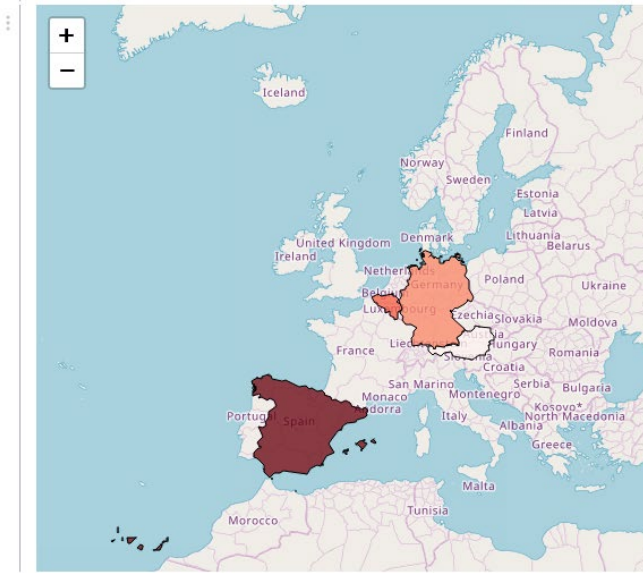 +
−
Iceland
Finland
Norway
Sweden
Estonia
Latvia
Denmark
Lithuania
United Kingdom
Belarus
Ireland
Netherlands
Germany
Poland
Belgium
Ukraine
Luxembourg
Czechia
Slovakia
Austria
Moldova
France
Hungary
Slovenia
Romania
Croatia
San Marino
Serbia
Monaco
Montenegro
Bulgaria
Andorra
Kosovo*
Portugal
Spain
Italy
North Macedonia
Albania
Greece
Malta
Tunisia
Morocco